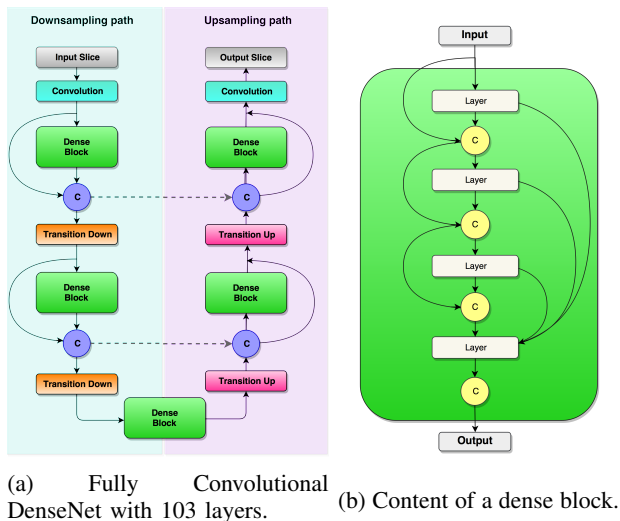 Downsampling path
Input Slice
Convolution
Dense
Block
C
Transition Down
Dense
Block
C
Transition Down
Dense
Block
Upsampling path
Output Slice
Convolution
Dense
Block
C
Transition Up
Dense
Block
C
Transition Up
(a) Fully Convolutional
DenseNet with 103 layers.
Input
Layer
C
Layer
C
Layer
C
Layer
C
Output
(b) Content of a dense block.